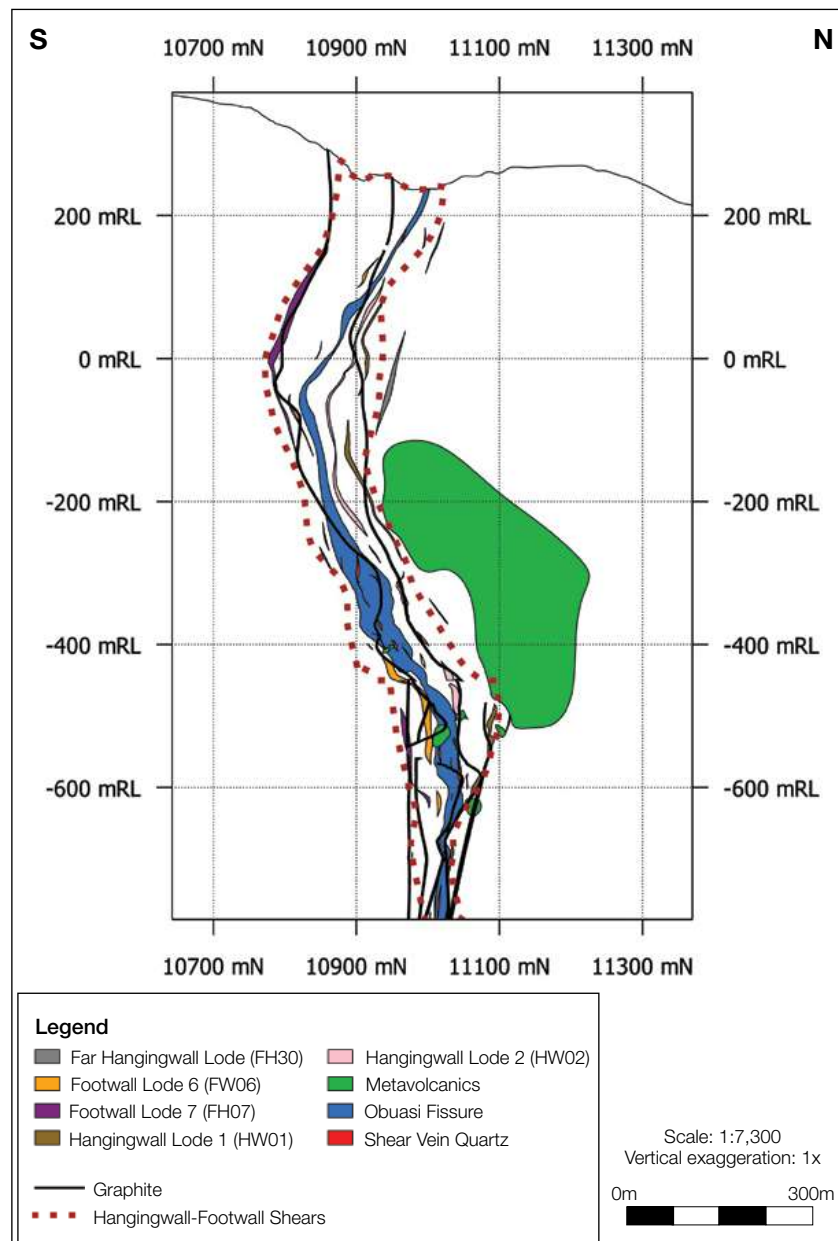 S N
10700 mN 10900 mN 11100 mN 11300 mN
200 mRL 200 mRL
0 mRL 0 mRL
-200 mRL -200 mRL
-400 mRL -400 mRL
-600 mRL -600 mRL
10700 mN 10900 mN 11100 mN 11300 mN
Legend
Far Hangingwall Lode (FH30)
Footwall Lode 6 (FW06)
Footwall Lode 7 (FH07)
Hangingwall Lode 1 (HW01)
Hangingwall Lode 2 (HW02)
Metavolcanics
Obuasi Fissure
Shear Vein Quartz
Graphite
Hangingwall-Footwall Shears
Scale: 1:7,300
Vertical exaggeration: 1x
0m 300m